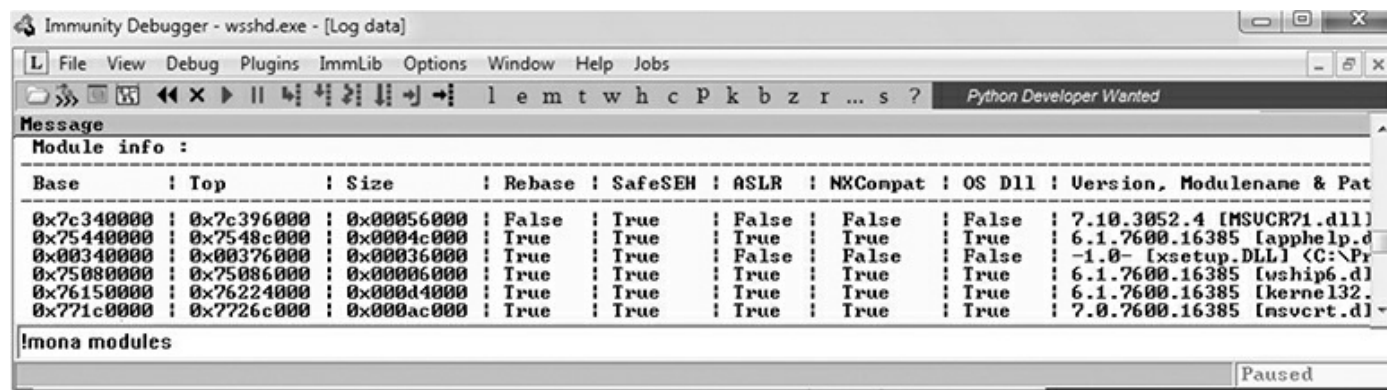 Immunity Debugger - wsshd.exe - [Log data]
L File View Debug Plugins ImmLib Options Window Help Jobs
l e m t w h c P k b z r ... s ? Python Developer Wanted
Message
Module info :
Base | Top | Size | Rebase | SafeSEH | ASLR | NXCompat | OS Dll | Version, Modulename & Pat
0x7c340000 | 0x7c396000 | 0x00056000 | False | True | False | False | False | 7.10.3052.4 [MSVCR71.dll]
0x75440000 | 0x7548c000 | 0x0004c000 | True | True | True | True | True | 6.1.7600.16385 [apphelp.d
0x00340000 | 0x00376000 | 0x00036000 | True | True | False | False | False | -1.0- [xsetup.DLL] (C:\Pr
0x75080000 | 0x75086000 | 0x00006000 | True | True | True | True | True | 6.1.7600.16385 [wship6.dl
0x76150000 | 0x76224000 | 0x000d4000 | True | True | True | True | True | 6.1.7600.16385 [kernel32.
0x771c0000 | 0x7726c000 | 0x000ac000 | True | True | True | True | True | 7.0.7600.16385 [msvcrt.dl
!mona modules
Paused